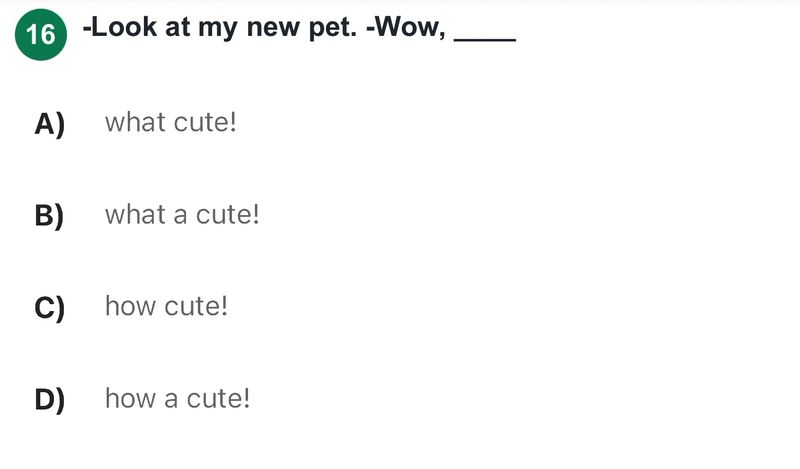 16 -Look at my new pet. -Wow, ____
A) what cute!
B) what a cute!
C) how cute!
D) how a cute!